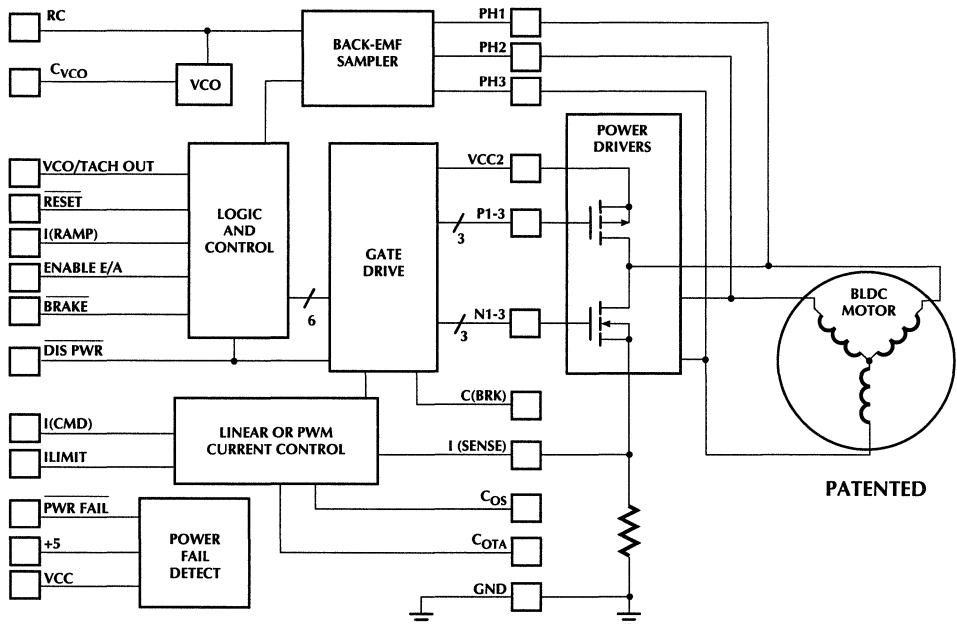 RC
PH1
BACK-EMF
SAMPLER
PH2
CVCO
VCO
PH3
POWER
DRIVERS
VCO/TACH OUT
VCC2
RESET
LOGIC
AND
CONTROL
P1-3
3
I(RAMP)
GATE
DRIVE
ENABLE E/A
BRAKE
6
N1-3
3
BLDC
MOTOR
DIS PWR
C(BRK)
I(CMD)
LINEAR OR PWM
CURRENT CONTROL
I (SENSE)
ILIMIT
PATENTED
PWR FAIL
COS
+5
POWER
FAIL
DETECT
COTA
VCC
GND